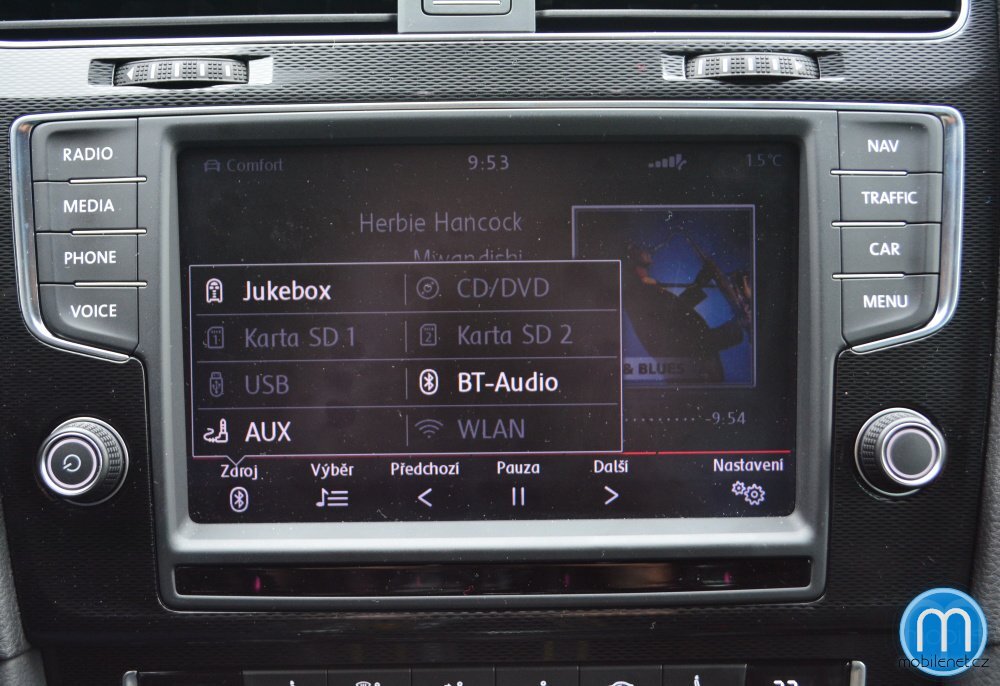 RADIO
MEDIA
PHONE
VOICE
NAV
TRAFFIC
CAR
MENU
Comfort 9:53 1.5°C
Herbie Hancock
Mwandishi
Jukebox CD/DVD
Karta SD 1 Karta SD 2
USB BT-Audio
AUX WLAN
& BLUES
-9:54
Zdroj Výběr Předchozí Pauza Další Nastavení
m
mobilenet.cz